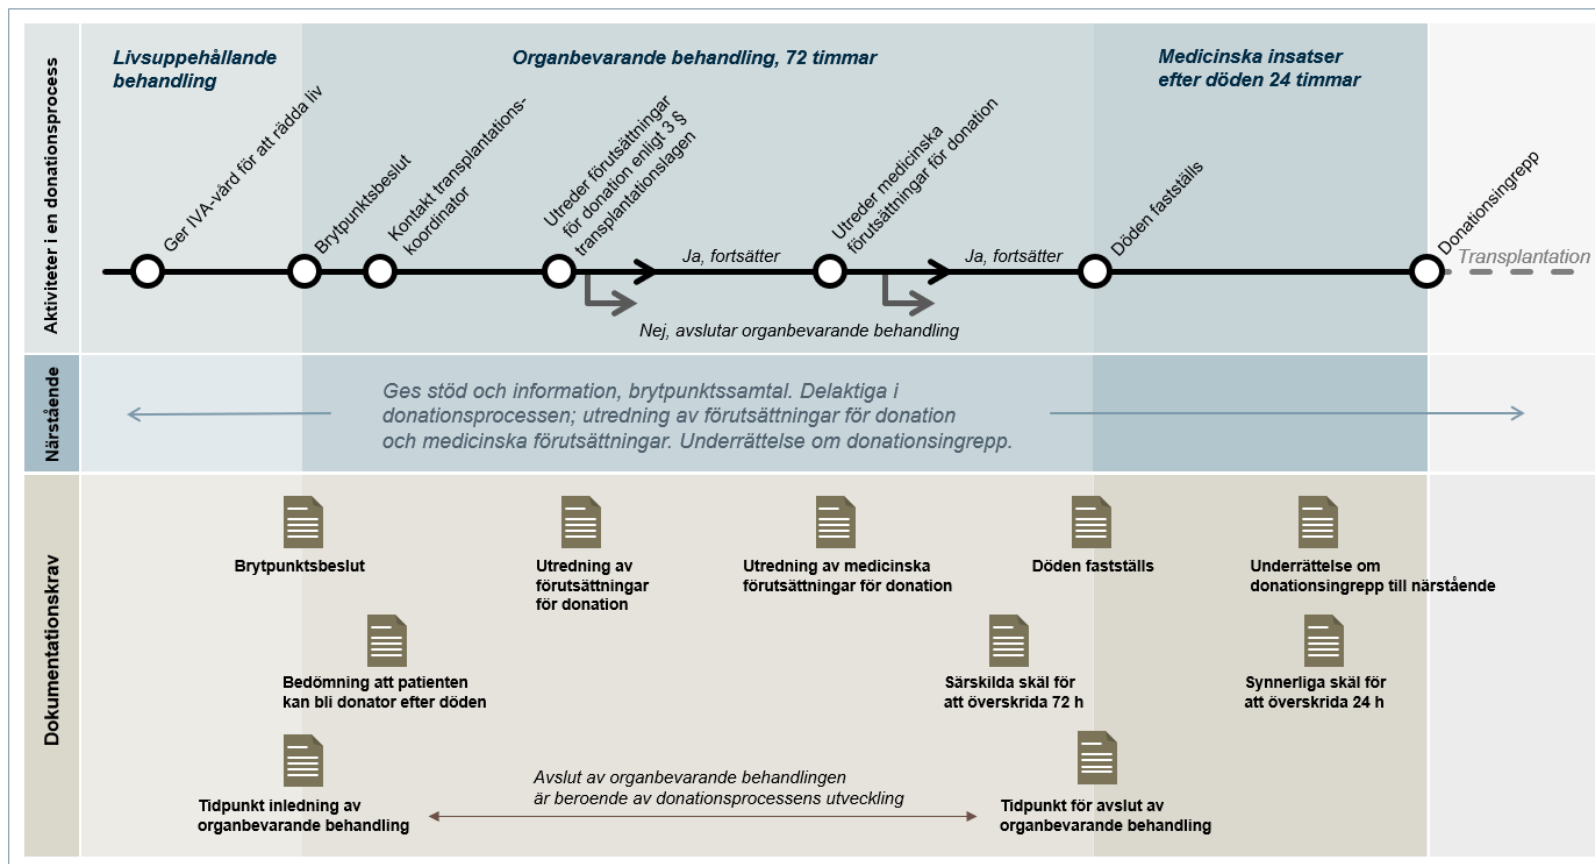 Aktiviteter i en donationsprocess
Livsuppehållande
behandling
Organbevarande behandling, 72 timmar
Medicinska insatser
efter döden 24 timmar
Ger IVA-vård för att rädda liv
Brytpunktsbeslut
Kontakt transplantations-
koordinator
Utreder förutsättningar
för donation enligt 3 §
transplantationslagen
Utreder medicinska
förutsättningar för donation
Döden fastställs
Donationsingrepp
Ja, fortsätter
Ja, fortsätter
Transplantation
Nej, avslutar organbevarande behandling
Närstående
Ges stöd och information, brytpunktssamtal. Delaktiga i
donationsprocessen; utredning av förutsättningar för donation
och medicinska förutsättningar. Underrättelse om donationsingrepp.
Dokumentationskrav
Brytpunktsbeslut
Utredning av
förutsättningar
för donation
Utredning av medicinska
förutsättningar för donation
Döden fastställs
Underrättelse om
donationsingrepp till närstående
Bedömning att patienten
kan bli donator efter döden
Särskilda skäl för
att överskrida 72 h
Synnerliga skäl för
att överskrida 24 h
Tidpunkt inledning av
organbevarande behandling
Avslut av organbevarande behandlingen
är beroende av donationsprocessens utveckling
Tidpunkt för avslut av
organbevarande behandling